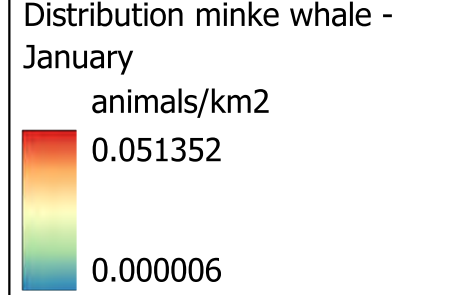 Distribution minke whale -
January
animals/km2
0.051352
0.000006